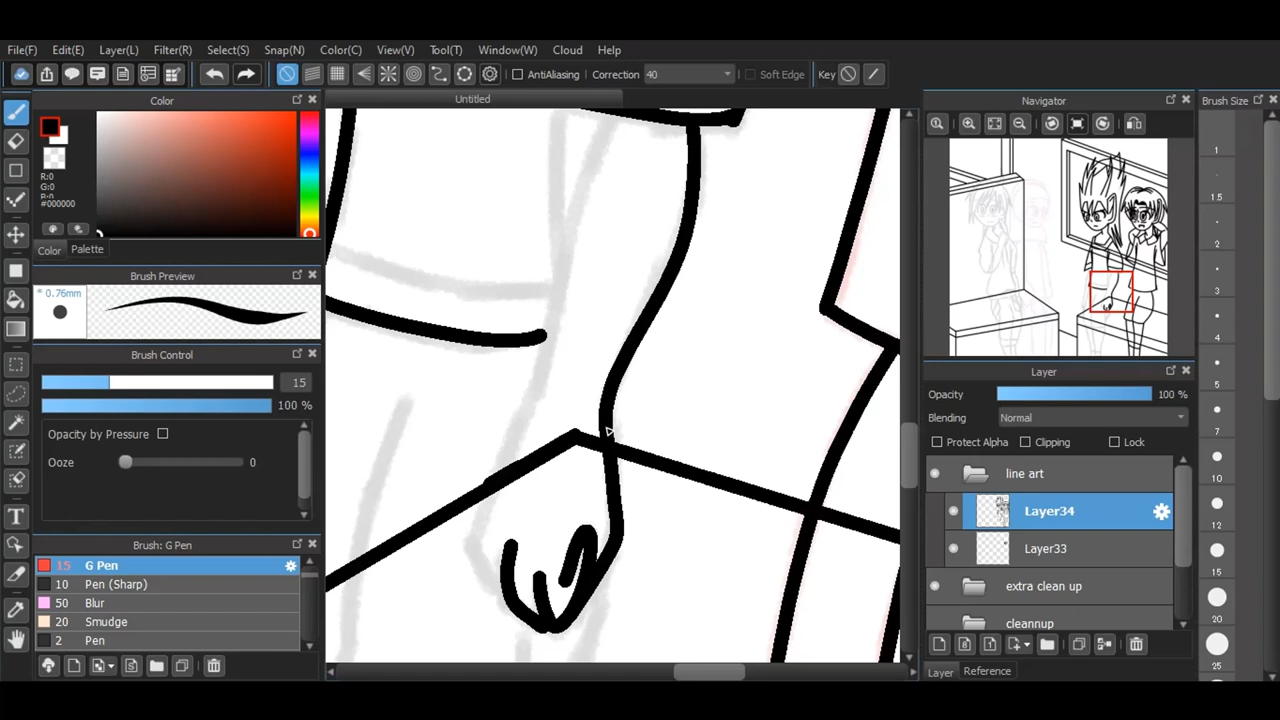 File(F) Edit(E) Layer(L) Filter(R) Select(S) Snap(N) Color(C) View(V) Tool(T) Window(W) Cloud Help
AntiAliasing Correction 40 Soft Edge Key
Color
R:0
G:0
B:0
#000000
Color Palette
Brush Preview
* 0.76mm
Brush Control
15
100 %
Opacity by Pressure
Ooze 0
Brush: G Pen
15 G Pen
10 Pen (Sharp)
50 Blur
20 Smudge
2 Pen
Untitled
Navigator
Layer
Opacity 100 %
Blending Normal
Protect Alpha Clipping Lock
line art
Layer34
Layer33
extra clean up
cleannup
Layer Reference
Brush Size
1
1.5
2
3
4
5
7
10
12
15
20
25